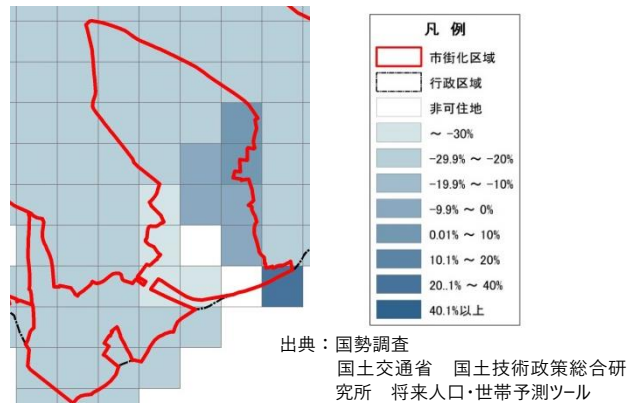 凡 例
市街化区域
行政区域
非可住地
～ -30%
-29.9% ～ -20%
-19.9% ～ -10%
-9.9% ～ 0%
0.01% ～ 10%
10.1% ～ 20%
20..1% ～ 40%
40.1%以上
出典：国勢調査
国土交通省　国土技術政策総合研
究所　将来人口・世帯予測ツール